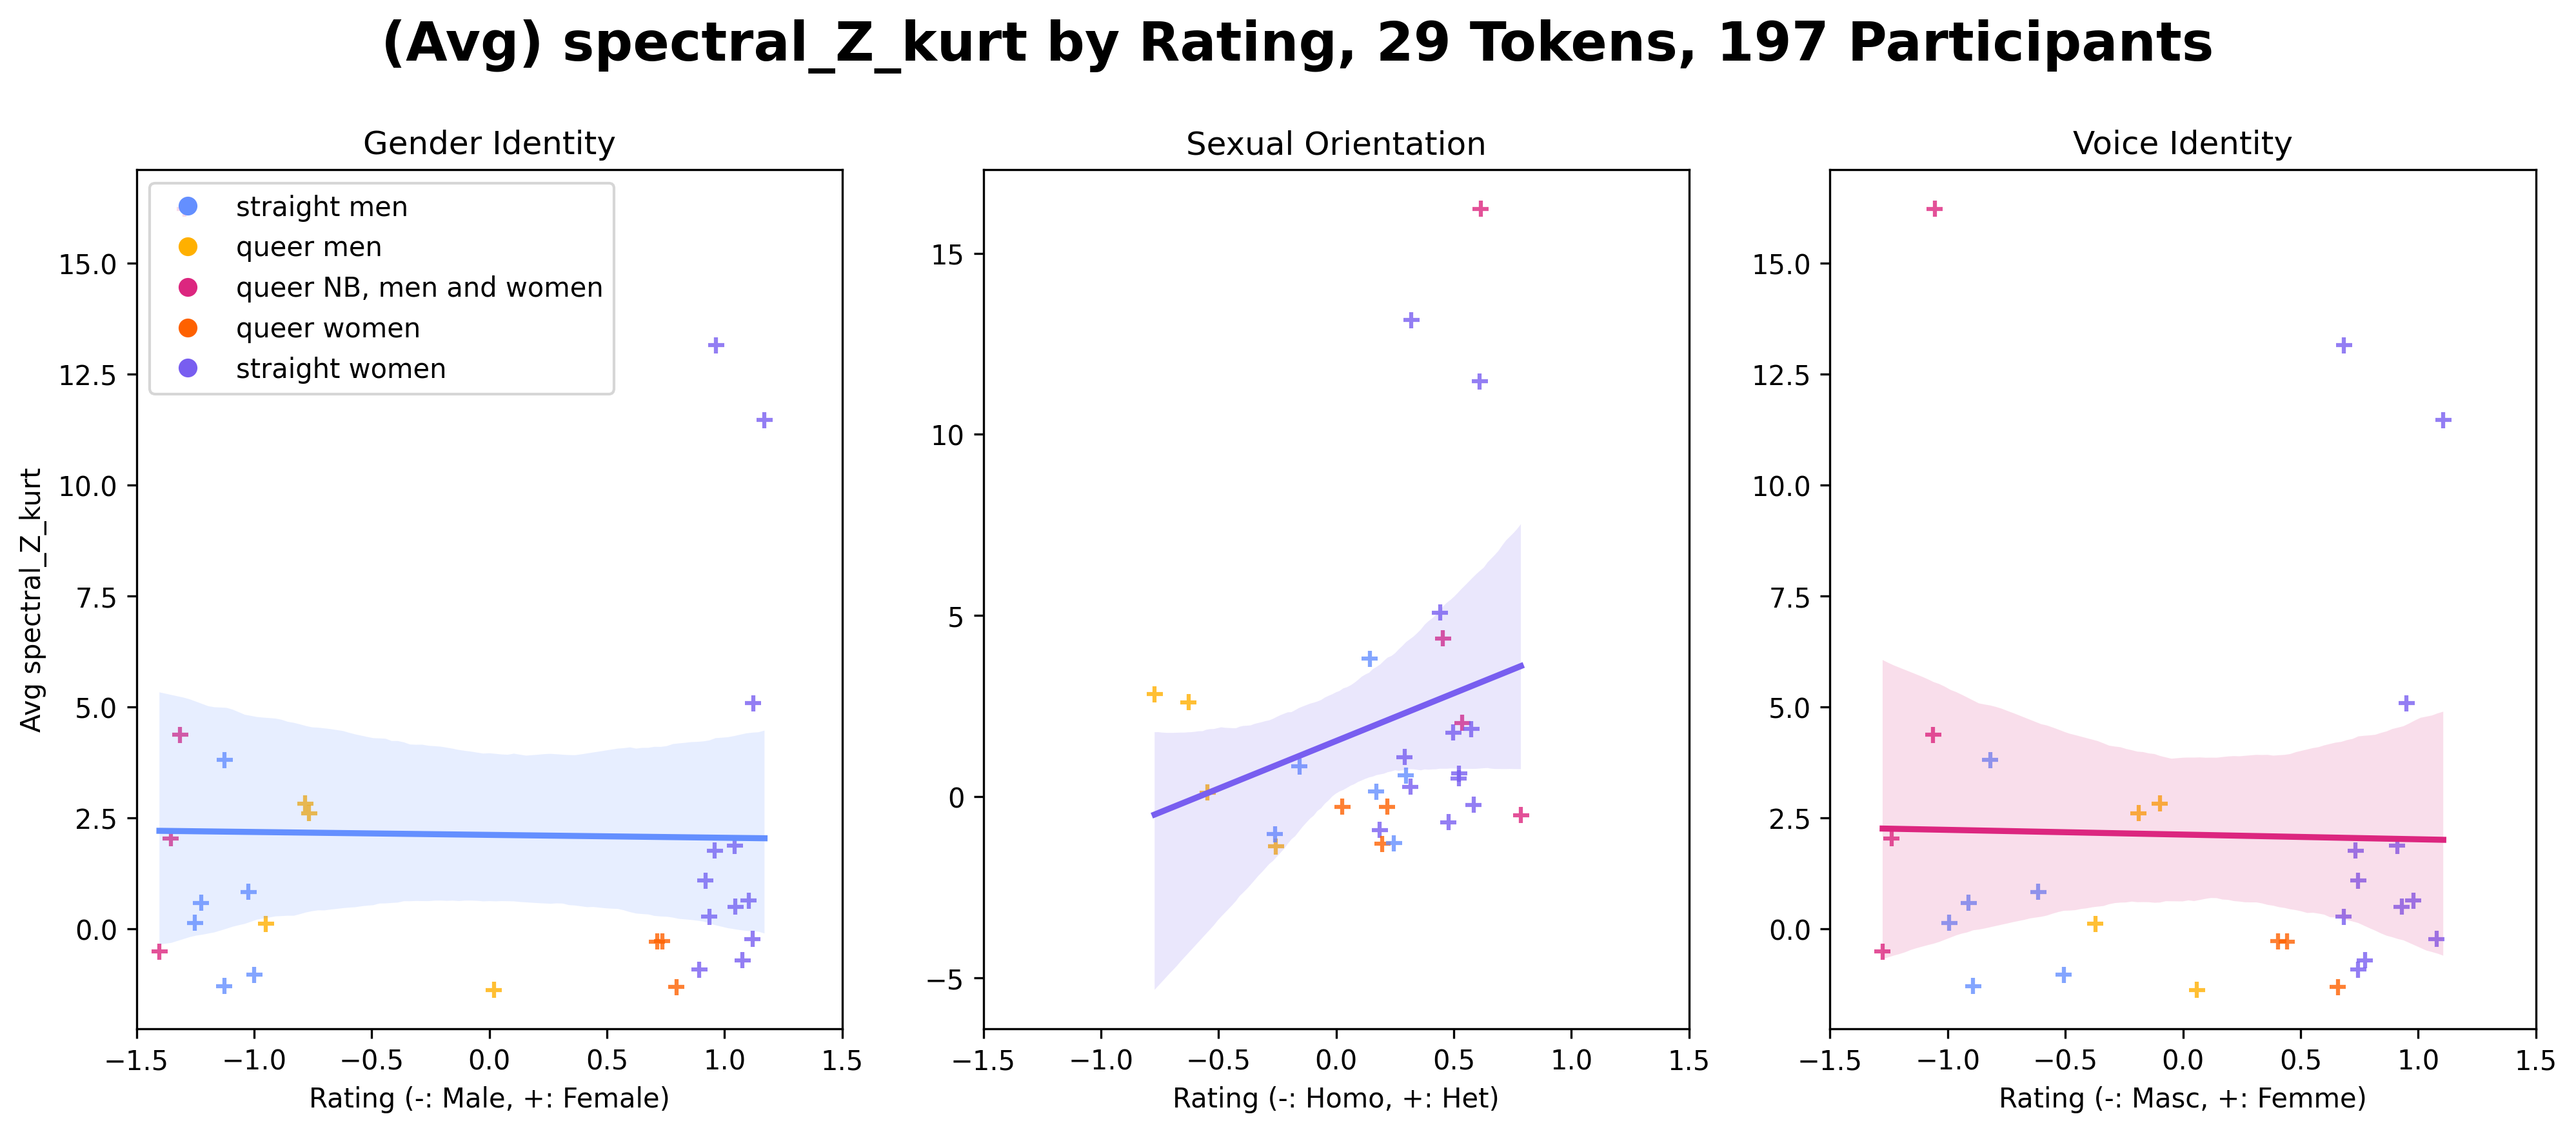 (Avg) spectral_Z_kurt by Rating, 29 Tokens, 197 Participants
Gender Identity
straight men
queer men
queer NB, men and women
queer women
straight women
Avg spectral_Z_kurt
15.0
12.5
10.0
7.5
5.0
2.5
0.0
−1.5 −1.0 −0.5 0.0 0.5 1.0 1.5
Rating (-: Male, +: Female)
Sexual Orientation
15
10
5
0
−5
−1.5 −1.0 −0.5 0.0 0.5 1.0 1.5
Rating (-: Homo, +: Het)
Voice Identity
15.0
12.5
10.0
7.5
5.0
2.5
0.0
−1.5 −1.0 −0.5 0.0 0.5 1.0 1.5
Rating (-: Masc, +: Femme)